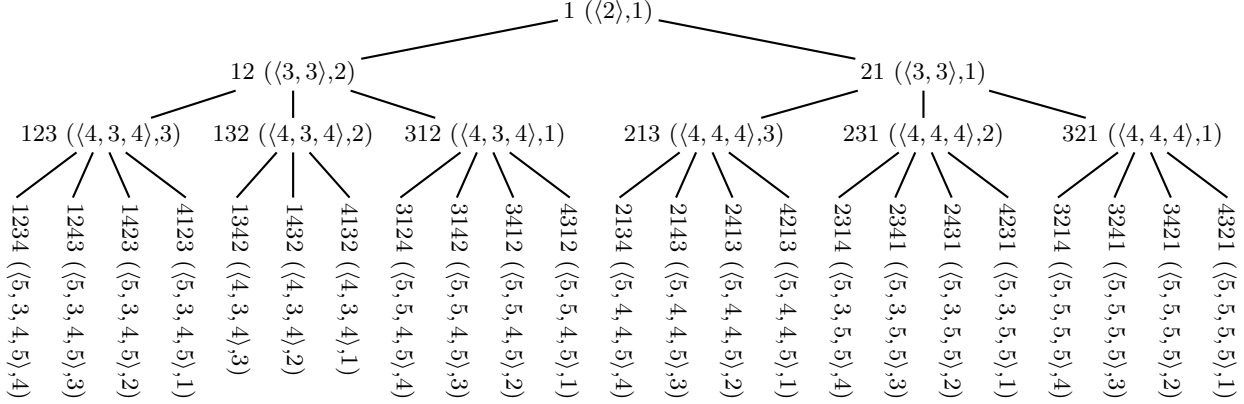 1 (⟨2⟩,1)
12 (⟨3, 3⟩,2)
21 (⟨3, 3⟩,1)
123 (⟨4, 3, 4⟩,3)
132 (⟨4, 3, 4⟩,2)
312 (⟨4, 3, 4⟩,1)
213 (⟨4, 4, 4⟩,3)
231 (⟨4, 4, 4⟩,2)
321 (⟨4, 4, 4⟩,1)
1234 (⟨5, 3, 4, 5⟩,4)
1243 (⟨5, 3, 4, 5⟩,3)
1423 (⟨5, 3, 4, 5⟩,2)
4123 (⟨5, 3, 4, 5⟩,1)
1342 (⟨4, 3, 4⟩,3)
1432 (⟨4, 3, 4⟩,2)
4132 (⟨4, 3, 4⟩,1)
3124 (⟨5, 5, 4, 5⟩,4)
3142 (⟨5, 5, 4, 5⟩,3)
3412 (⟨5, 5, 4, 5⟩,2)
4312 (⟨5, 5, 4, 5⟩,1)
2134 (⟨5, 4, 4, 5⟩,4)
2143 (⟨5, 4, 4, 5⟩,3)
2413 (⟨5, 4, 4, 5⟩,2)
4213 (⟨5, 4, 4, 5⟩,1)
2314 (⟨5, 3, 5, 5⟩,4)
2341 (⟨5, 3, 5, 5⟩,3)
2431 (⟨5, 3, 5, 5⟩,2)
4231 (⟨5, 3, 5, 5⟩,1)
3214 (⟨5, 5, 5, 5⟩,4)
3241 (⟨5, 5, 5, 5⟩,3)
3421 (⟨5, 5, 5, 5⟩,2)
4321 (⟨5, 5, 5, 5⟩,1)